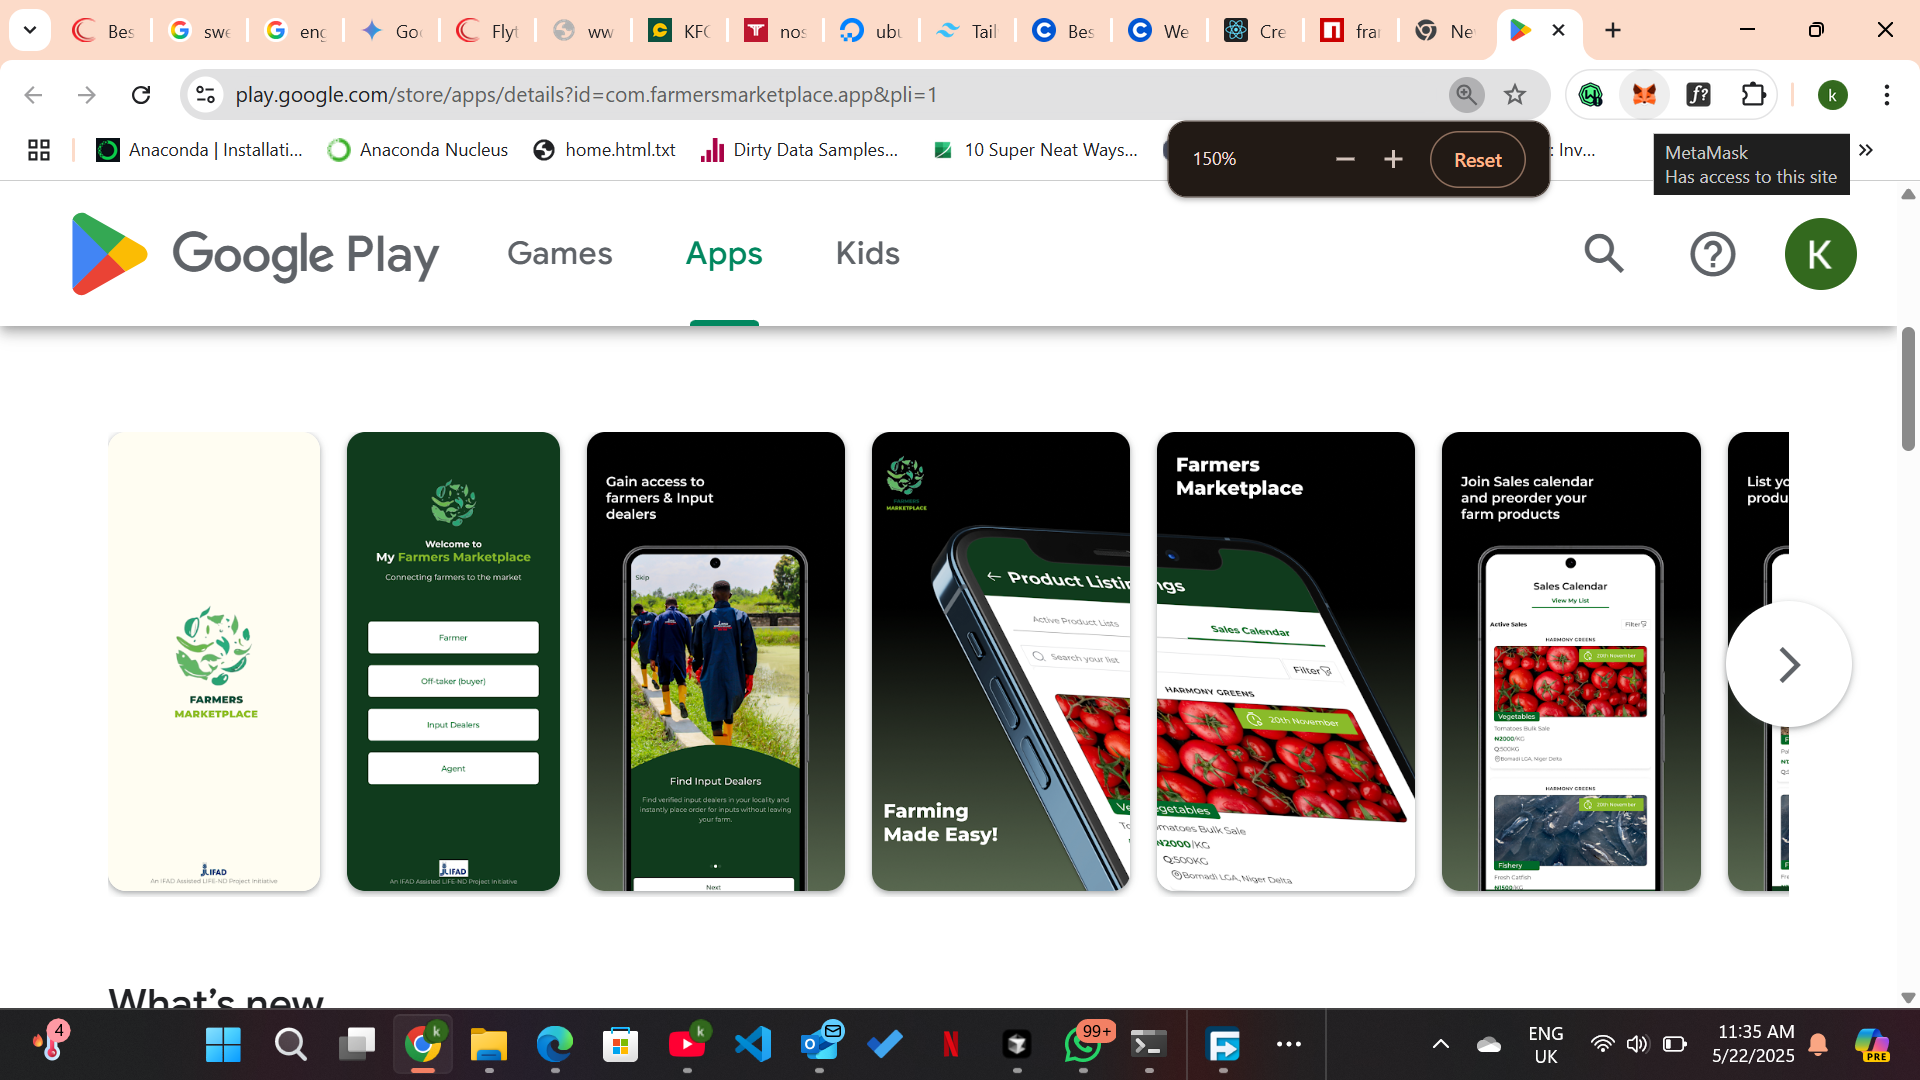 Bes
swe
eng
Goo
Flyt
ww
KFC
nos
ubu
Tail
Bes
We
Cre
fra
Ne
play.google.com/store/apps/details?id=com.farmersmarketplace.app&pli=1
k
Anaconda | Installati...
Anaconda Nucleus
home.html.txt
Dirty Data Samples...
10 Super Neat Ways...
: Inv...
150%
Reset
MetaMask
Has access to this site
Google Play
Games
Apps
Kids
K
FARMERS
MARKETPLACE
IFAD
An IFAD Assisted LIFE-ND Project Initiative
Welcome to
My Farmers Marketplace
Connecting farmers to the market
Farmer
Off-taker (buyer)
Input Dealers
Agent
IFAD
An IFAD Assisted LIFE-ND Project Initiative
Gain access to
farmers & Input
dealers
Skip
Find Input Dealers
Find verified input dealers in your locality and
instantly place order for inputs without leaving
your farm.
Next
FARMERS
MARKETPLACE
Product Listin
Active Product Lists
Search your list
Farming
Made Easy!
Farmers
Marketplace
ngs
Sales Calendar
Filter
HARMONY GREENS
20th November
Vegetables
Tomatoes Bulk Sale
₦2000/KG
Q:500KG
Bomadi LGA, Niger Delta
Join Sales calendar
and preorder your
farm products
Sales Calendar
View My List
Active Sales
Filter
HARMONY GREENS
20th November
Vegetables
Tomatoes Bulk Sale
₦2000/KG
Q:500KG
Bomadi LGA, Niger Delta
HARMONY GREENS
20th November
Fishery
Fresh Catfish
₦1500/KG
List yo
produ
What's new
4
99+
ENG
UK
11:35 AM
5/22/2025
PRE